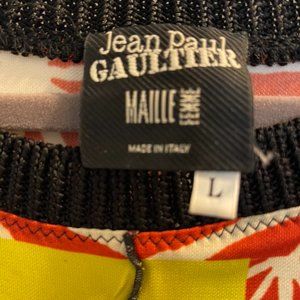 Jean Paul
GAULTIER
MAILLE
FEMME
MADE IN ITALY
L